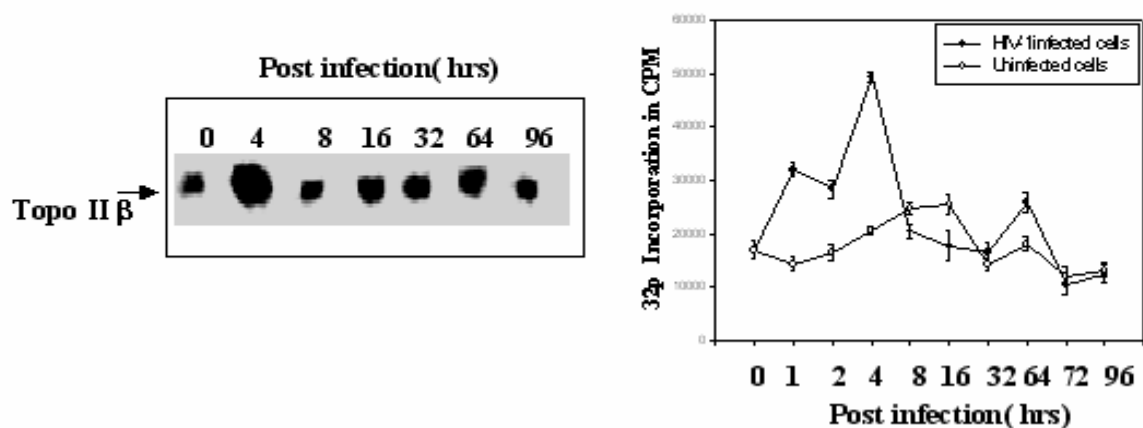 Post infection( hrs)
0 4 8 16 32 64 96
Topo II β
HIV-1infected cells
Uninfected cells
32p Incorporation in CPM
60000
50000
40000
30000
20000
10000
0
0 1 2 4 8 16 32 64 72 96
Post infection( hrs)